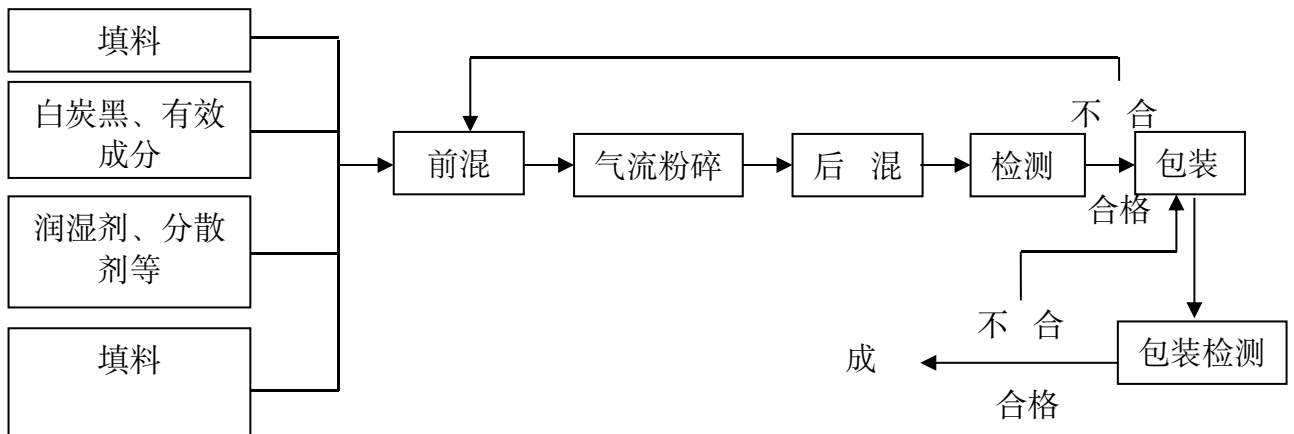 填料
白炭黑、有效
成分
润湿剂、分散
剂等
填料
前混
气流粉碎
后 混
检测
不 合
合格
包装
不 合
包装检测
成
合格